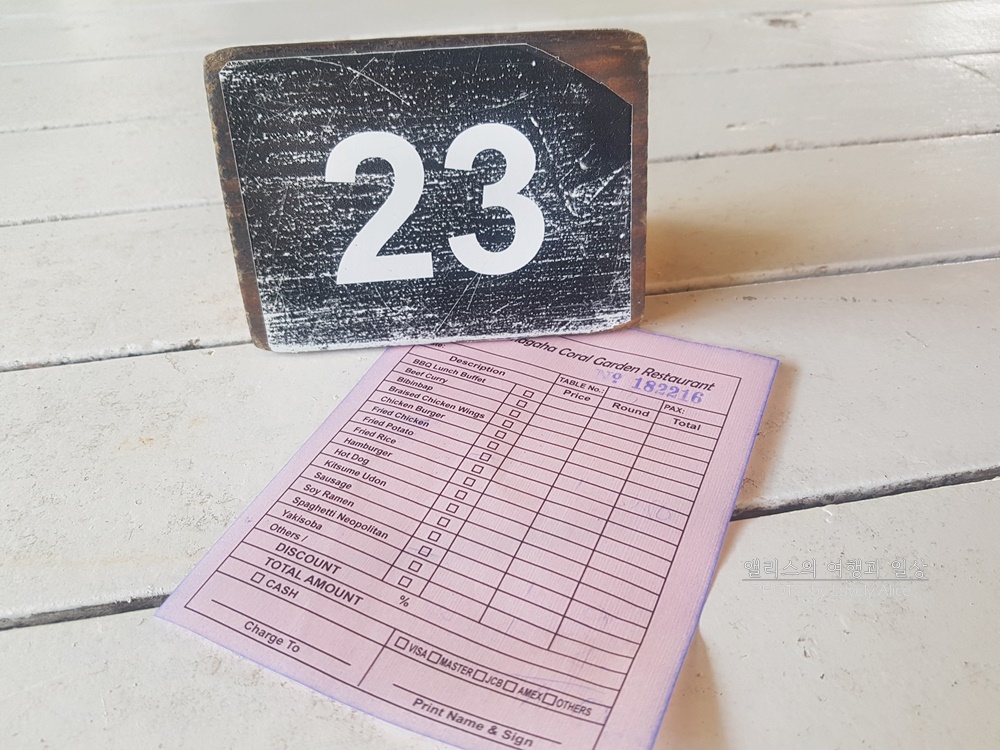 23
Coral Garden Restaurant
TABLE No. No 182216 PAX:
Description Price Round Total
BBQ Lunch Buffet
Beef Curry
Bibinbap
Braised Chicken Wings
Chicken Burger
Fried Chicken
Fried Potato
Fried Rice
Hamburger
Hot Dog
Kitsume Udon
Sausage
Soy Ramen
Spaghetti Neopolitan
Yakisoba
Others /
DISCOUNT %
TOTAL AMOUNT
CASH
VISA MASTER JCB AMEX OTHERS
Charge To
Print Name & Sign
앨리스의 여행과 일상